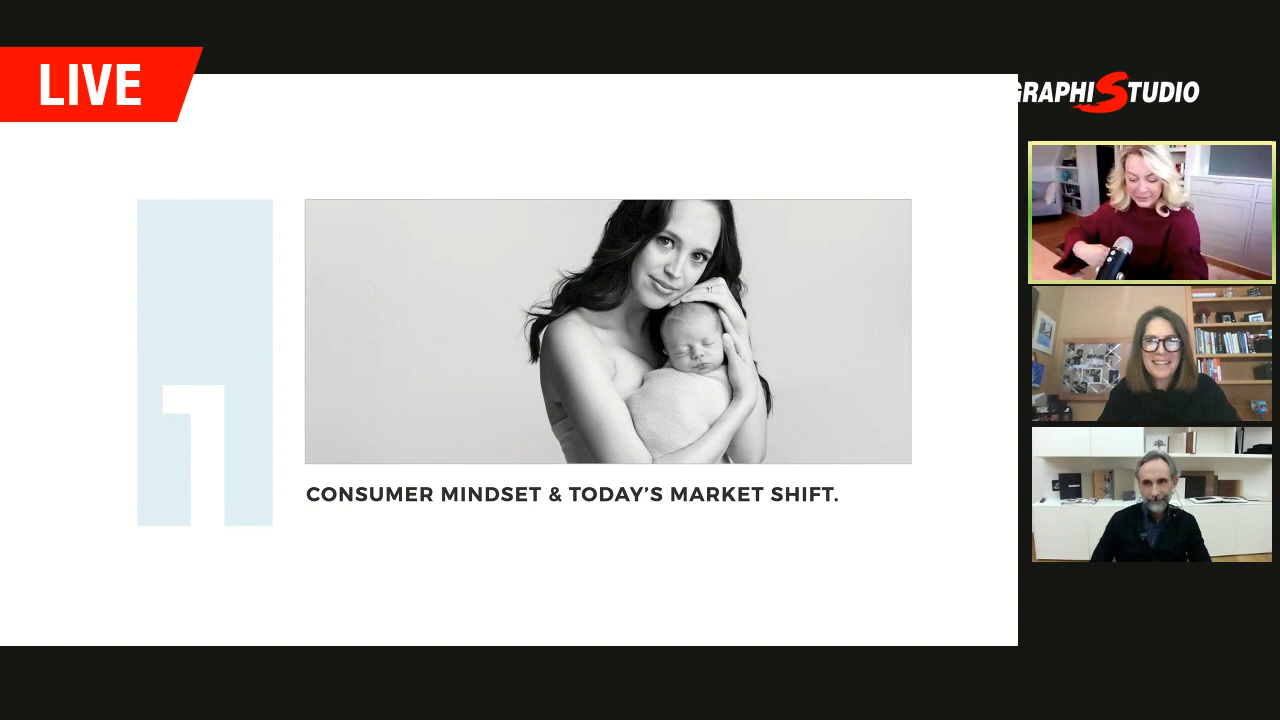 LIVE
GRAPHISTUDIO
1
CONSUMER MINDSET & TODAY'S MARKET SHIFT.